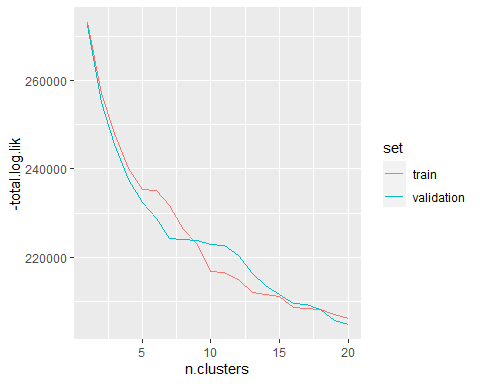 260000
240000
220000
-total.log.lik
5
10
15
20
n.clusters
set
train
validation